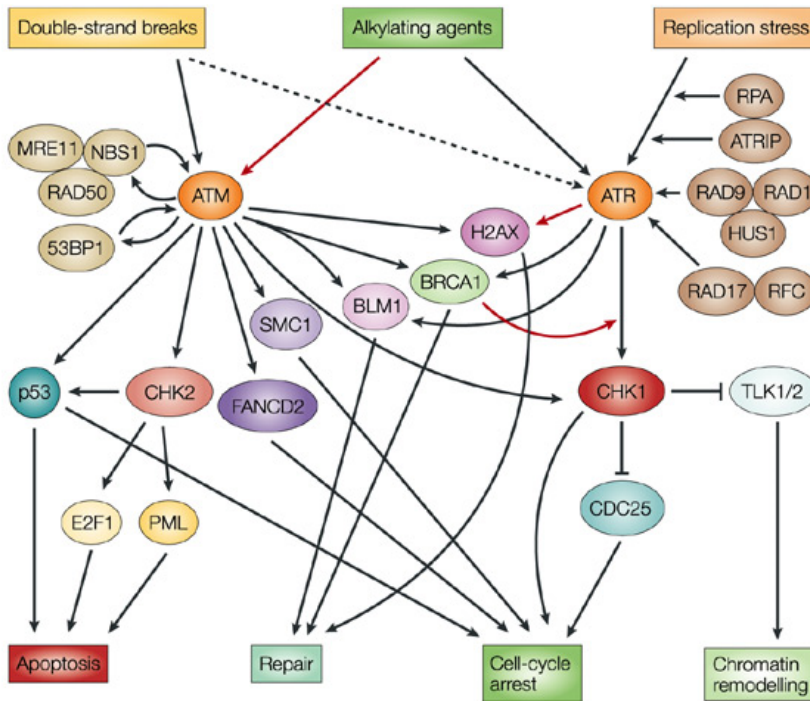 Double-strand breaks
Alkylating agents
Replication stress
RPA
ATRIP
MRE11
NBS1
RAD50
ATM
ATR
RAD9
RAD1
HUS1
53BP1
H2AX
BRCA1
RAD17
RFC
BLM1
SMC1
p53
CHK2
FANCD2
CHK1
TLK1/2
E2F1
PML
CDC25
Apoptosis
Repair
Cell-cycle
arrest
Chromatin
remodelling